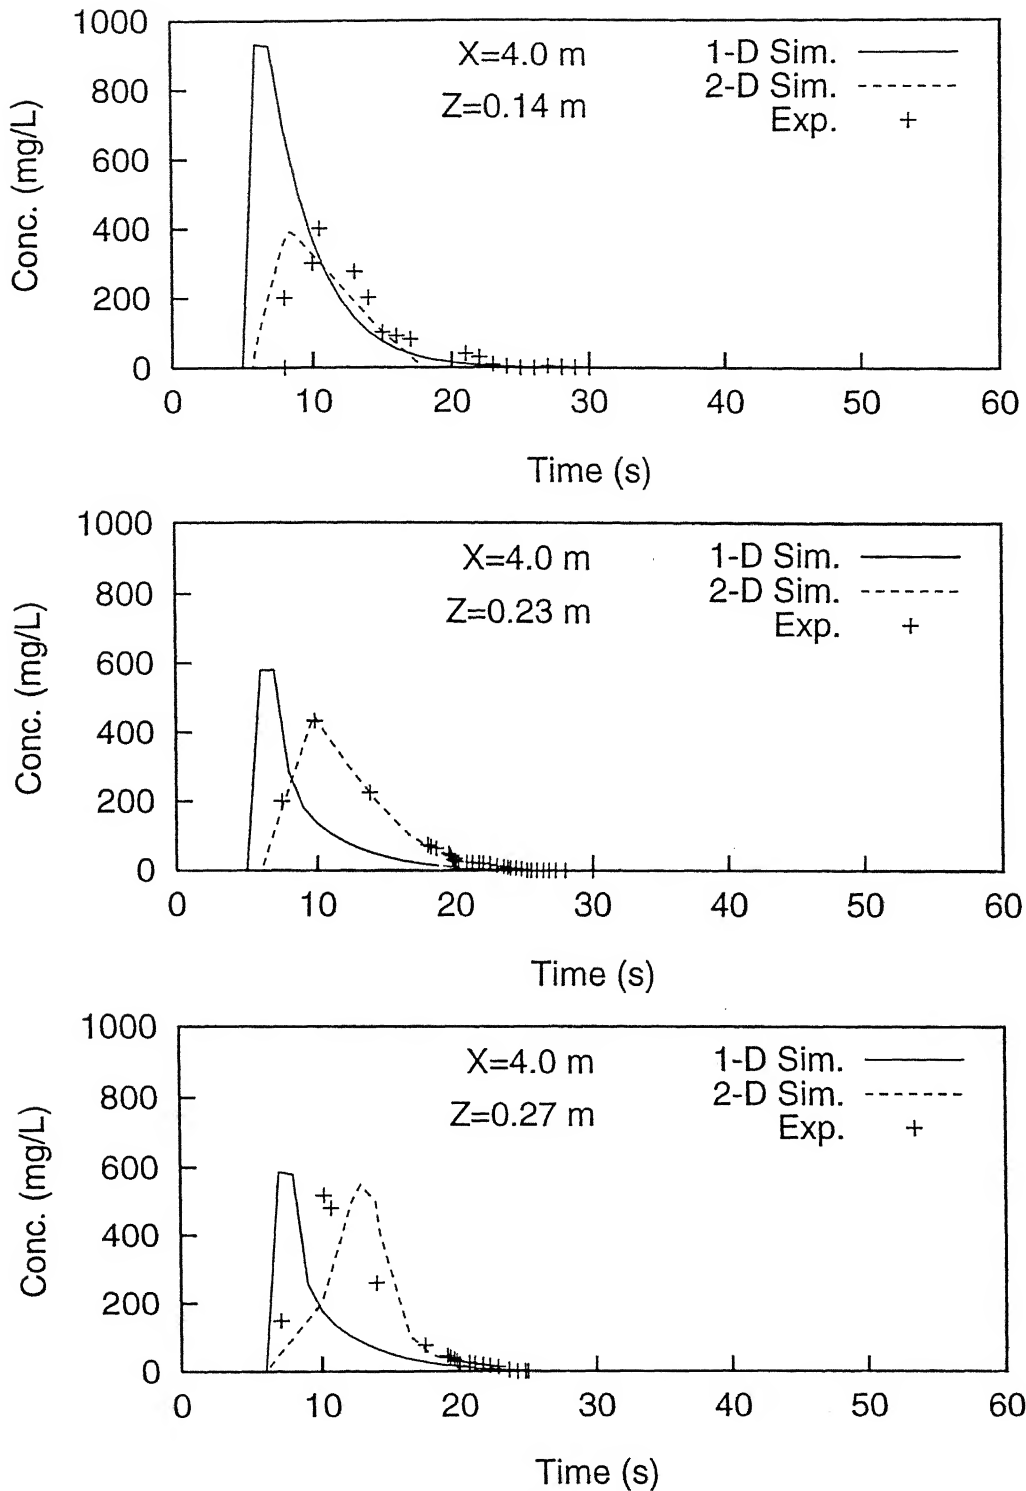 1000
800
600
400
200
0
Conc. (mg/L)
X=4.0 m
Z=0.14 m
1-D Sim.
2-D Sim.
Exp.
0 10 20 30 40 50 60
Time (s)
1000
800
600
400
200
0
Conc. (mg/L)
X=4.0 m
Z=0.23 m
1-D Sim.
2-D Sim.
Exp.
0 10 20 30 40 50 60
Time (s)
1000
800
600
400
200
0
Conc. (mg/L)
X=4.0 m
Z=0.27 m
1-D Sim.
2-D Sim.
Exp.
0 10 20 30 40 50 60
Time (s)